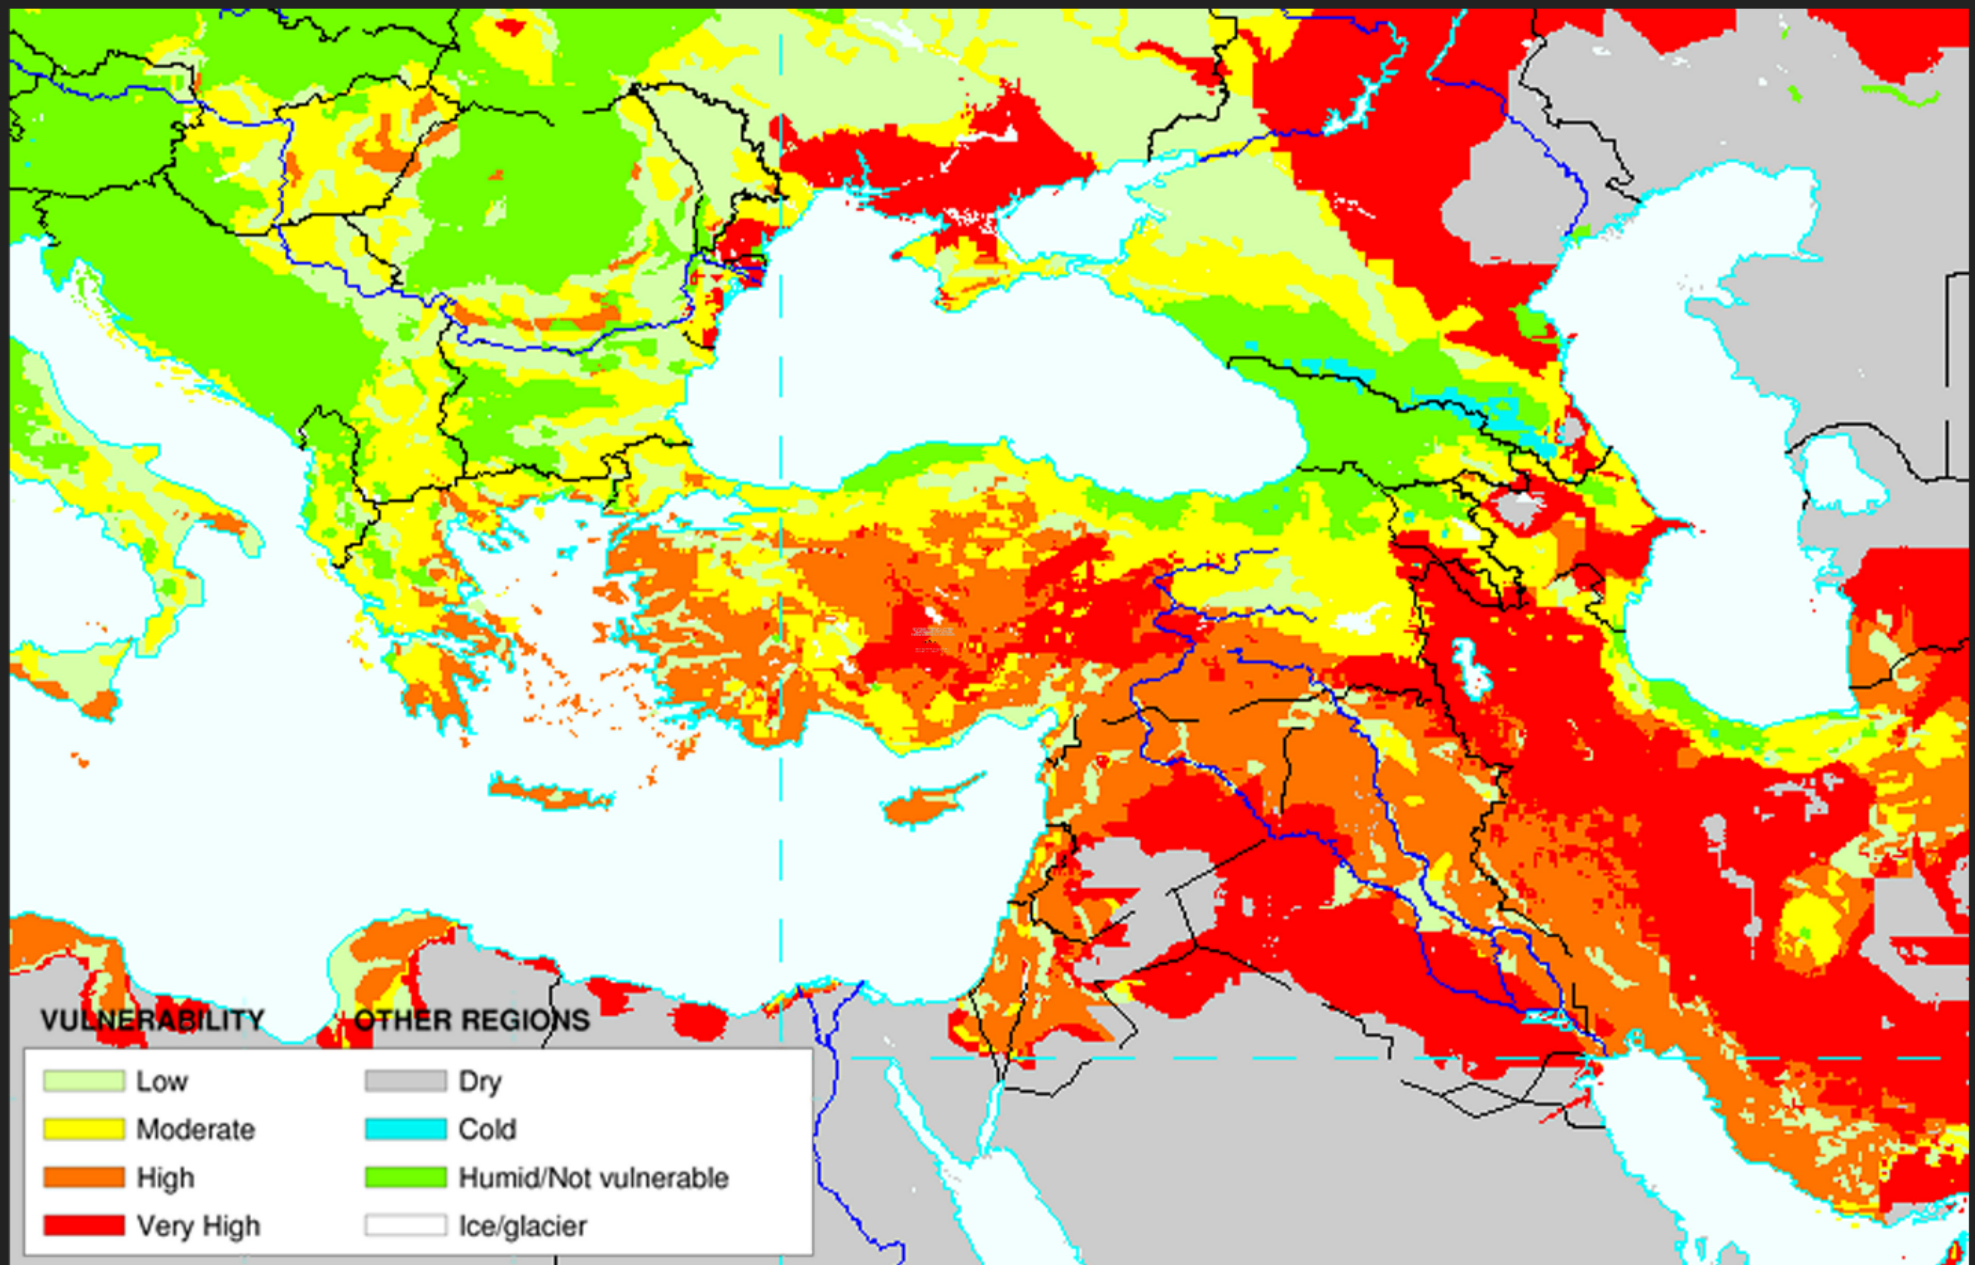 VULNERABILITY OTHER REGIONS
Low Dry
Moderate Cold
High Humid/Not vulnerable
Very High Ice/glacier